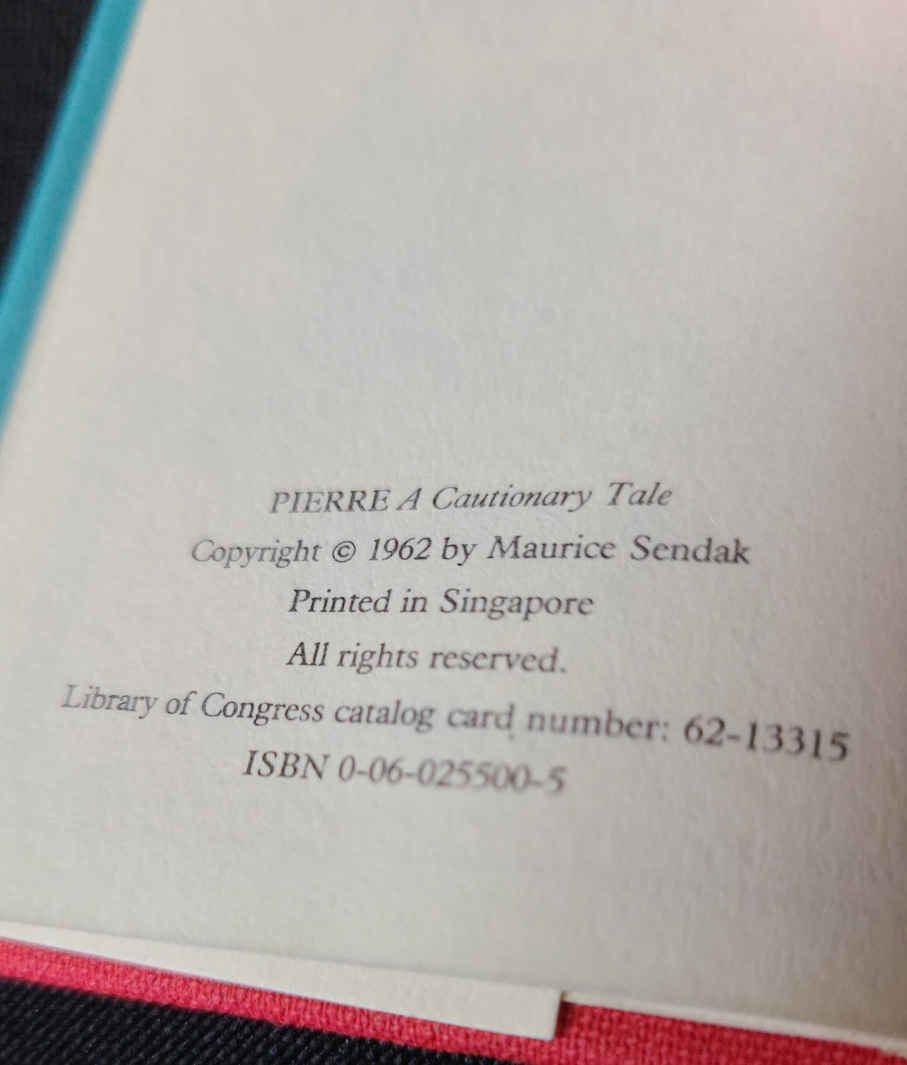 PIERRE A Cautionary Tale
Copyright © 1962 by Maurice Sendak
Printed in Singapore
All rights reserved.
Library of Congress catalog card number: 62-13315
ISBN 0-06-025500-5